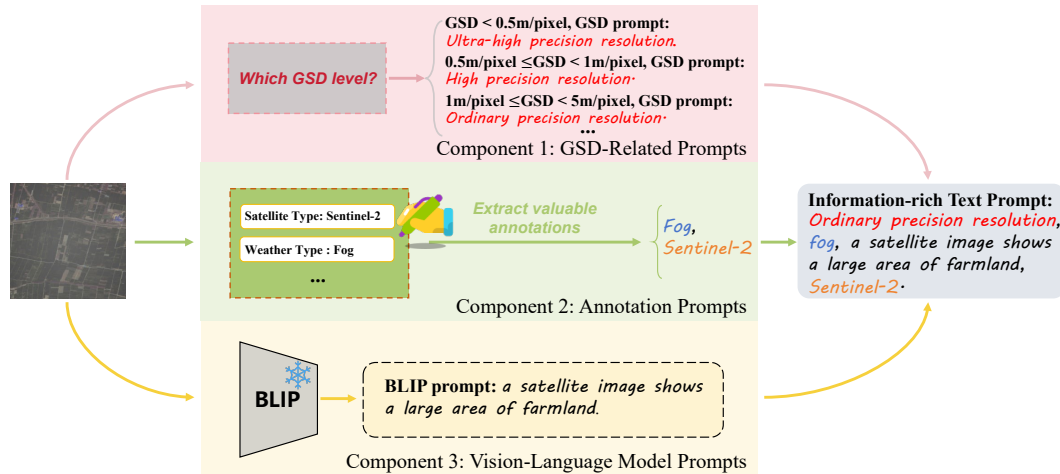 Which GSD level?
GSD < 0.5m/pixel, GSD prompt:
Ultra-high precision resolution.
0.5m/pixel ≤GSD < 1m/pixel, GSD prompt:
High precision resolution.
1m/pixel ≤GSD < 5m/pixel, GSD prompt:
Ordinary precision resolution.
...
Component 1: GSD-Related Prompts
Satellite Type: Sentinel-2
Weather Type : Fog
...
Extract valuable
annotations
Fog,
Sentinel-2
Component 2: Annotation Prompts
BLIP
BLIP prompt: a satellite image shows
a large area of farmland.
Component 3: Vision-Language Model Prompts
Information-rich Text Prompt:
Ordinary precision resolution,
fog, a satellite image shows
a large area of farmland,
Sentinel-2.